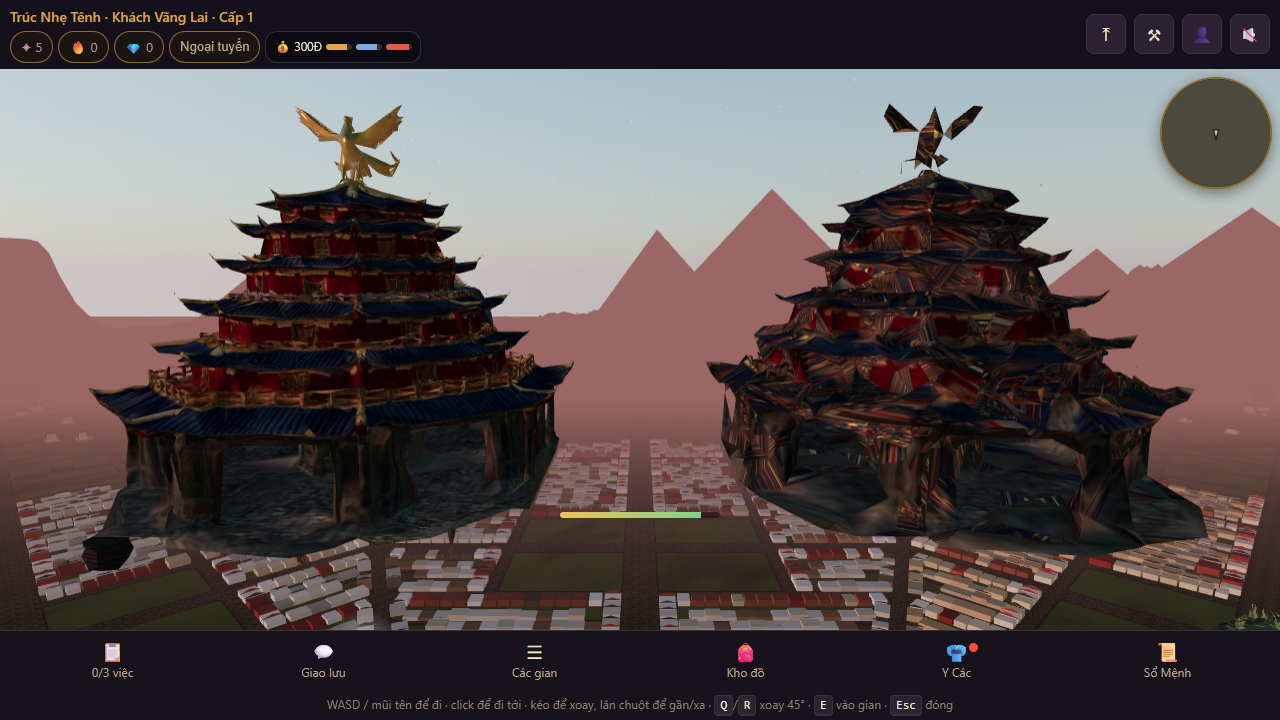 Trúc Nhẹ Tênh · Khách Vãng Lai · Cấp 1
5
0
0
Ngoại tuyến
300Đ
0/3 việc
Giao lưu
Các gian
Kho đồ
Y Các
Sổ Mệnh
WASD / mũi tên để đi · click để đi tới · kéo để xoay, lăn chuột để gần/xa · Q / R xoay 45° · E vào gian · Esc đóng